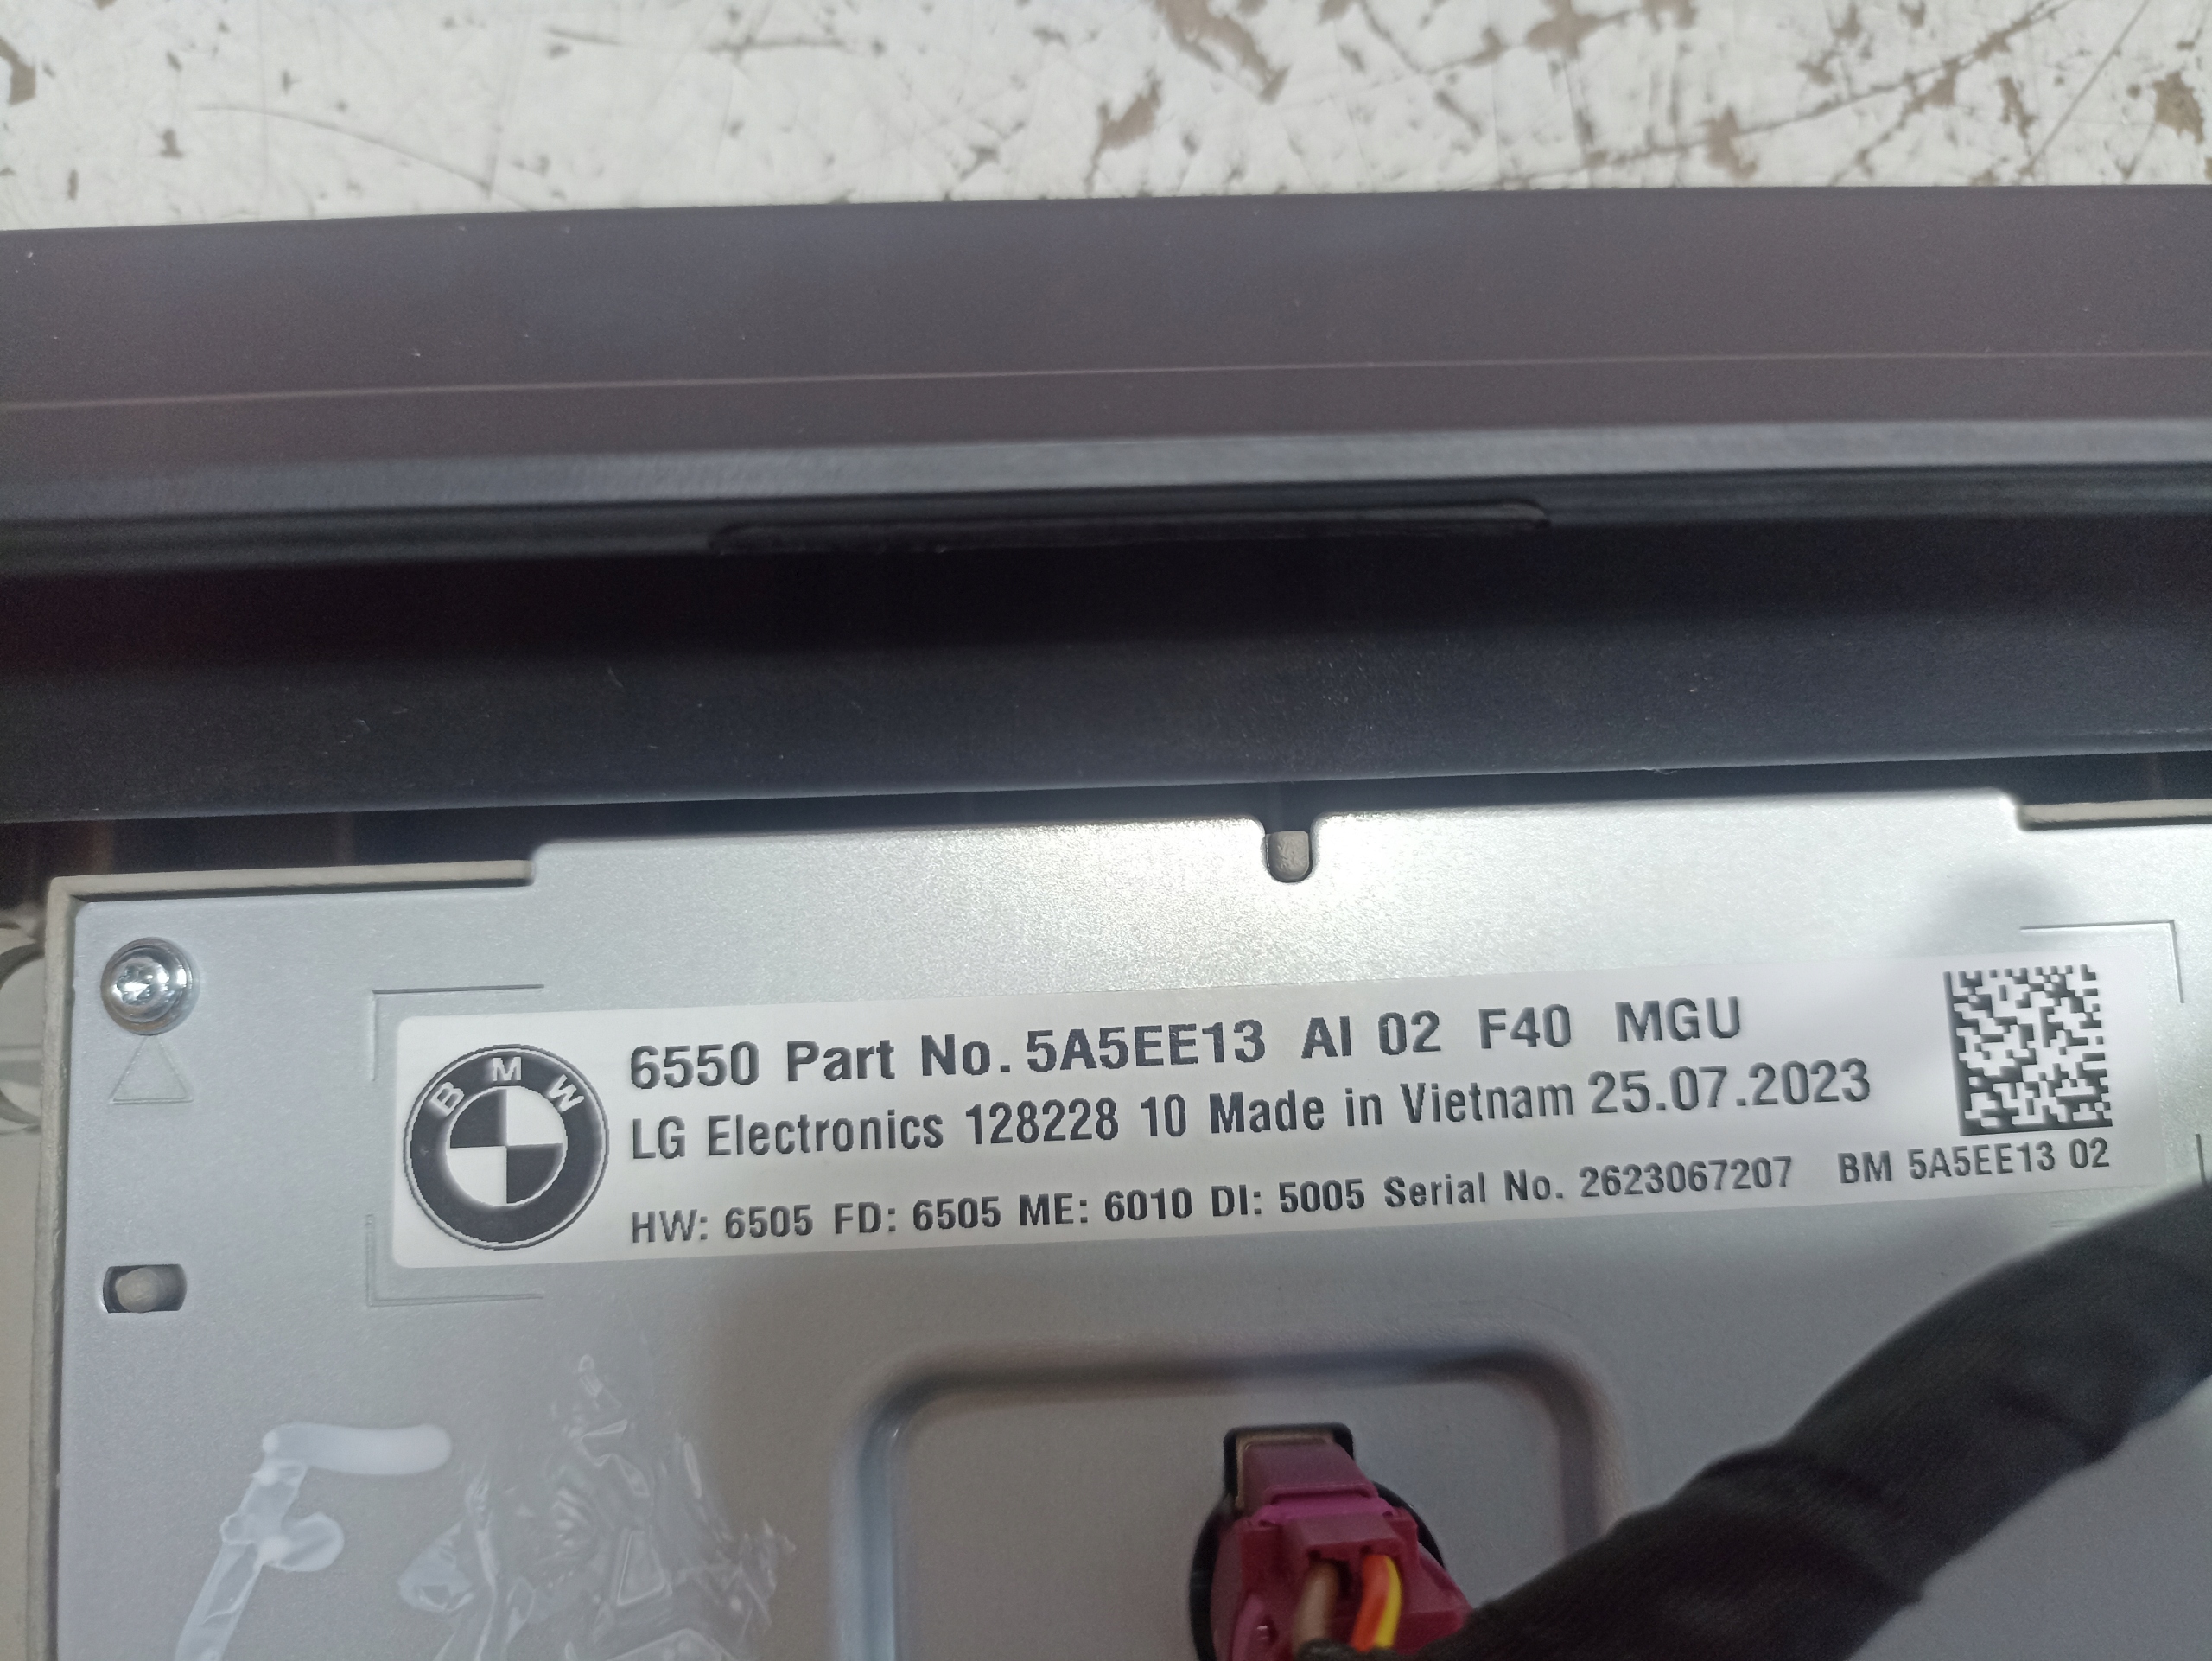 BMW
6550 Part No. 5A5EE13 AI 02 F40 MGU
LG Electronics 128228 10 Made in Vietnam 25.07.2023
HW: 6505 FD: 6505 ME: 6010 DI: 5005 Serial No. 2623067207 BM 5A5EE13 02